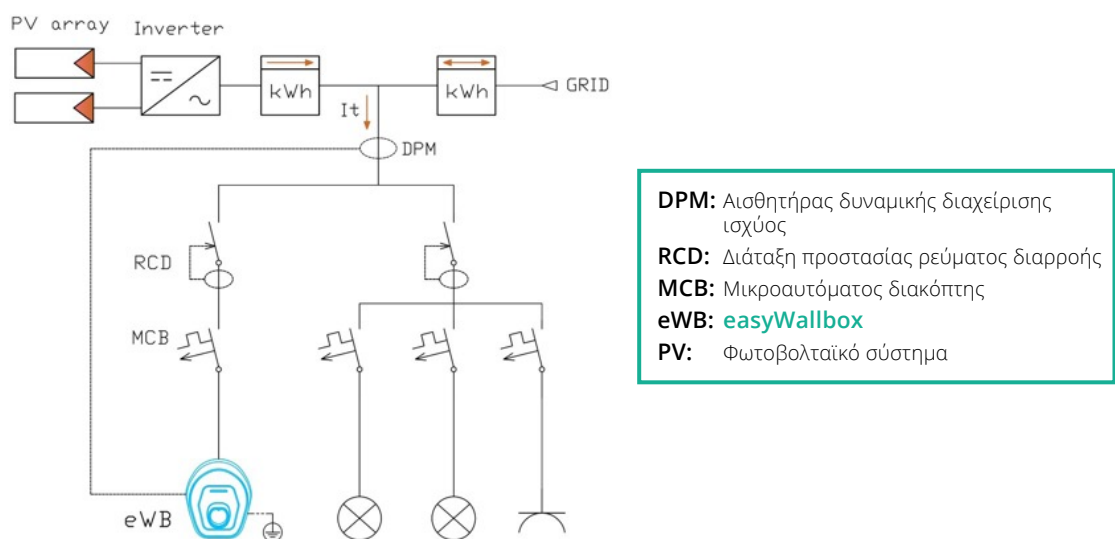 PV array Inverter
kWh kWh GRID
It
DPM
RCD
MCB
eWB
DPM: Αισθητήρας δυναμικής διαχείρισης
ισχύος
RCD: Διάταξη προστασίας ρεύματος διαρροής
MCB: Μικροαυτόματος διακόπτης
eWB: easyWallbox
PV: Φωτοβολταϊκό σύστημα